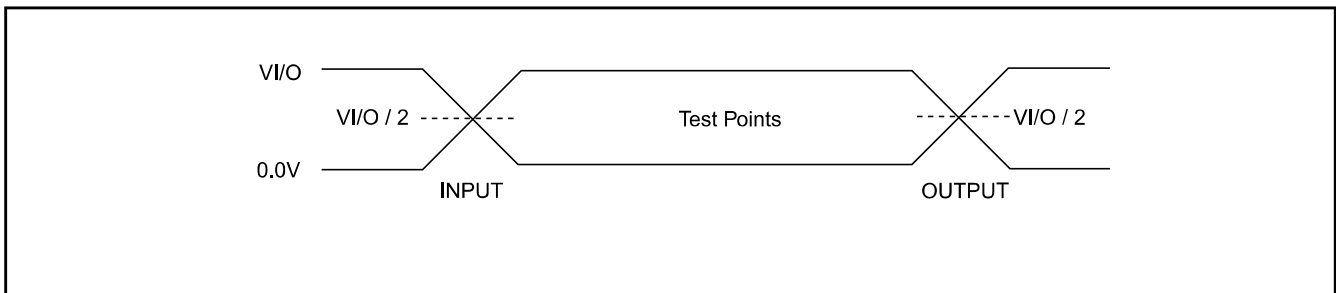 VI/O
VI/O / 2 Test Points VI/O / 2
0.0V
INPUT OUTPUT